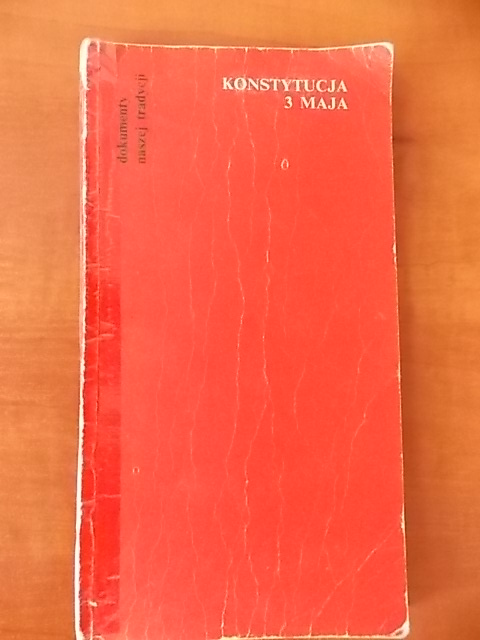 KONSTYTUCJA
3 MAJA
dokumenty
naszej tradycji